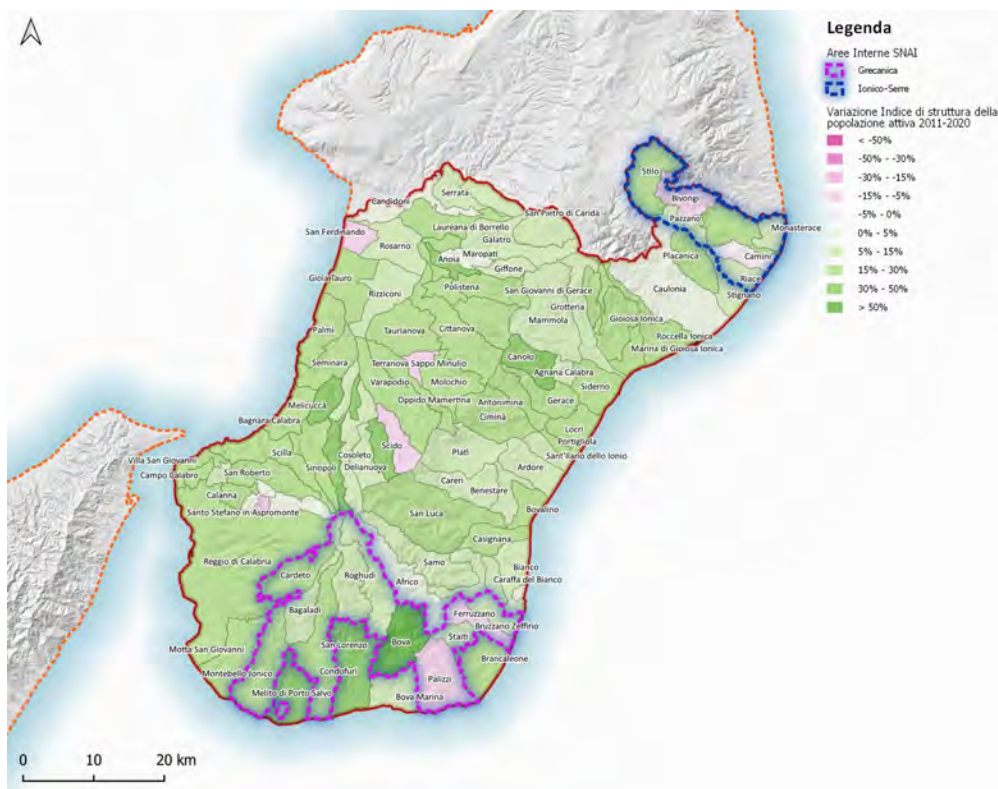 Legenda
Aree Interne SNAI
Grecanica
Ionico-Serre
Variazione Indice di struttura della
popolazione attiva 2011-2020
< -50%
-50% - -30%
-30% - -15%
-15% - -5%
-5% - 0%
0% - 5%
5% - 15%
15% - 30%
30% - 50%
> 50%
Stilo
Bivongi
Pazzano
Monasterace
Camini
Placanica
Riace
Stignano
Caulonia
Serrata
Candidoni
San Pietro di Carida
San Ferdinando
Laureana di Borrello
Galatro
Rosarno
Maropati
Anoia
Giffone
Gioia Tauro
Polistena
San Giovanni di Gerace
Rizziconi
Grotteria
Mammola
Gioiosa Ionica
Palmi
Taurianova
Cittanova
Roccella Ionica
Marina di Gioiosa Ionica
Seminara
Terranova Sappo Minulio
Canolo
Agnana Calabra
Varapodio
Molochio
Siderno
Melicuccà
Oppido Mamertina
Antonimina
Gerace
Ciminà
Bagnara Calabra
Locri
Portigliola
Scido
Sant'Ilario dello Ionio
Villa San Giovanni
Scilla
Cosoleto
Platì
Campo Calabro
San Roberto
Sinopoli
Delianuova
Ardore
Careri
Calanna
Benestare
Santo Stefano in Aspromonte
San Luca
Bovalino
Casignana
Reggio di Calabria
Samo
Bianco
Cardeto
Roghudi
Africo
Caraffa del Bianco
Bagaladi
Ferruzzano
Bruzzano Zeffirio
Motta San Giovanni
San Lorenzo
Bova
Staiti
Brancaleone
Montebello Jonico
Condofuri
Palizzi
Melito di Porto Salvo
Bova Marina
0 10 20 km